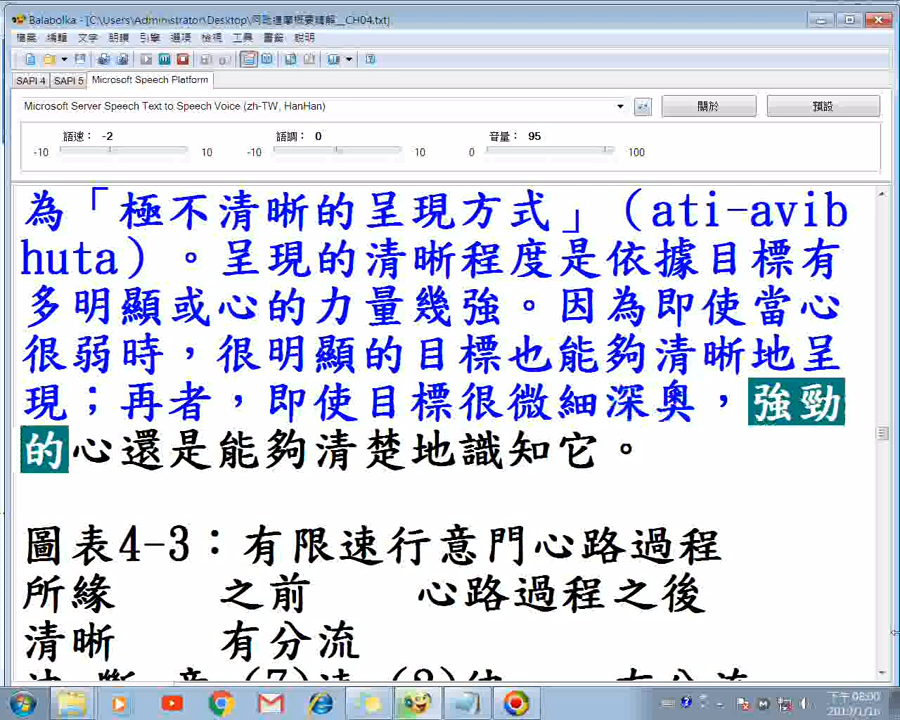 Balabolka - [C:\Users\Administrator\Desktop\阿毗達摩概要精解__CH04.txt]
檔案 編輯 文字 朗讀 引擎 選項 檢視 工具 書籤 說明
SAPI 4 SAPI 5 Microsoft Speech Platform
Microsoft Server Speech Text to Speech Voice (zh-TW, HanHan) 關於 預設
語速： -2 語調： 0 音量： 95
-10 10 -10 10 0 100
為「極不清晰的呈現方式」（ati-avib
huta）。呈現的清晰程度是依據目標有
多明顯或心的力量幾強。因為即使當心
很弱時，很明顯的目標也能夠清晰地呈
現；再者，即使目標很微細深奧，強勁
的心還是能夠清楚地識知它。
圖表4-3：有限速行意門心路過程
所緣 之前 心路過程之後
清晰 有分流
下午 08:00